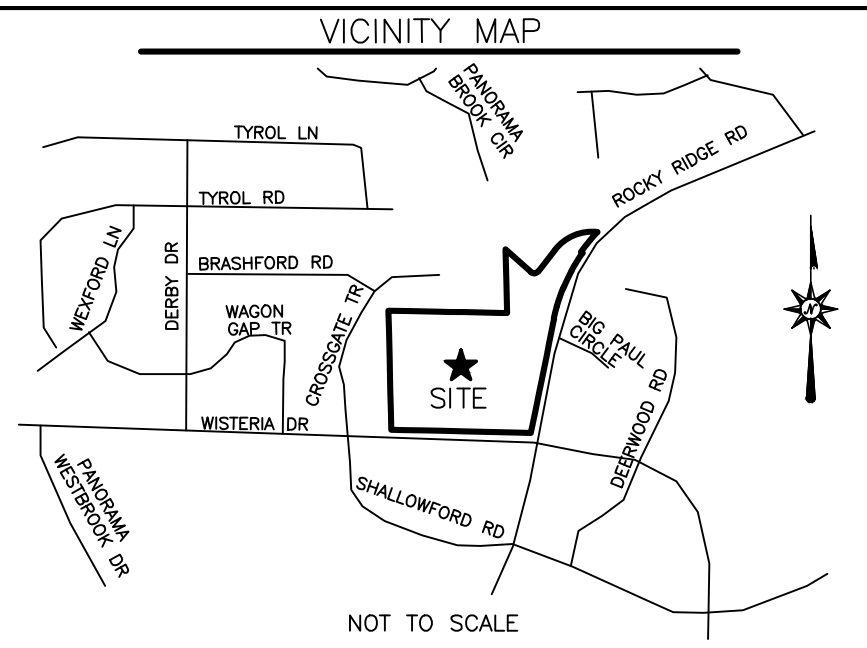 VICINITY MAP
PANORAMA
BROOK CIR
TYROL LN
ROCKY RIDGE RD
TYROL RD
WEXFORD LN
DERBY DR
BRASHFORD RD
WAGON
GAP TR
CROSSGATE TR
N
BIG PAUL
CIRCLE
SITE
DEERWOOD RD
WISTERIA DR
PANORAMA
WESTBROOK DR
SHALLOWFORD RD
NOT TO SCALE